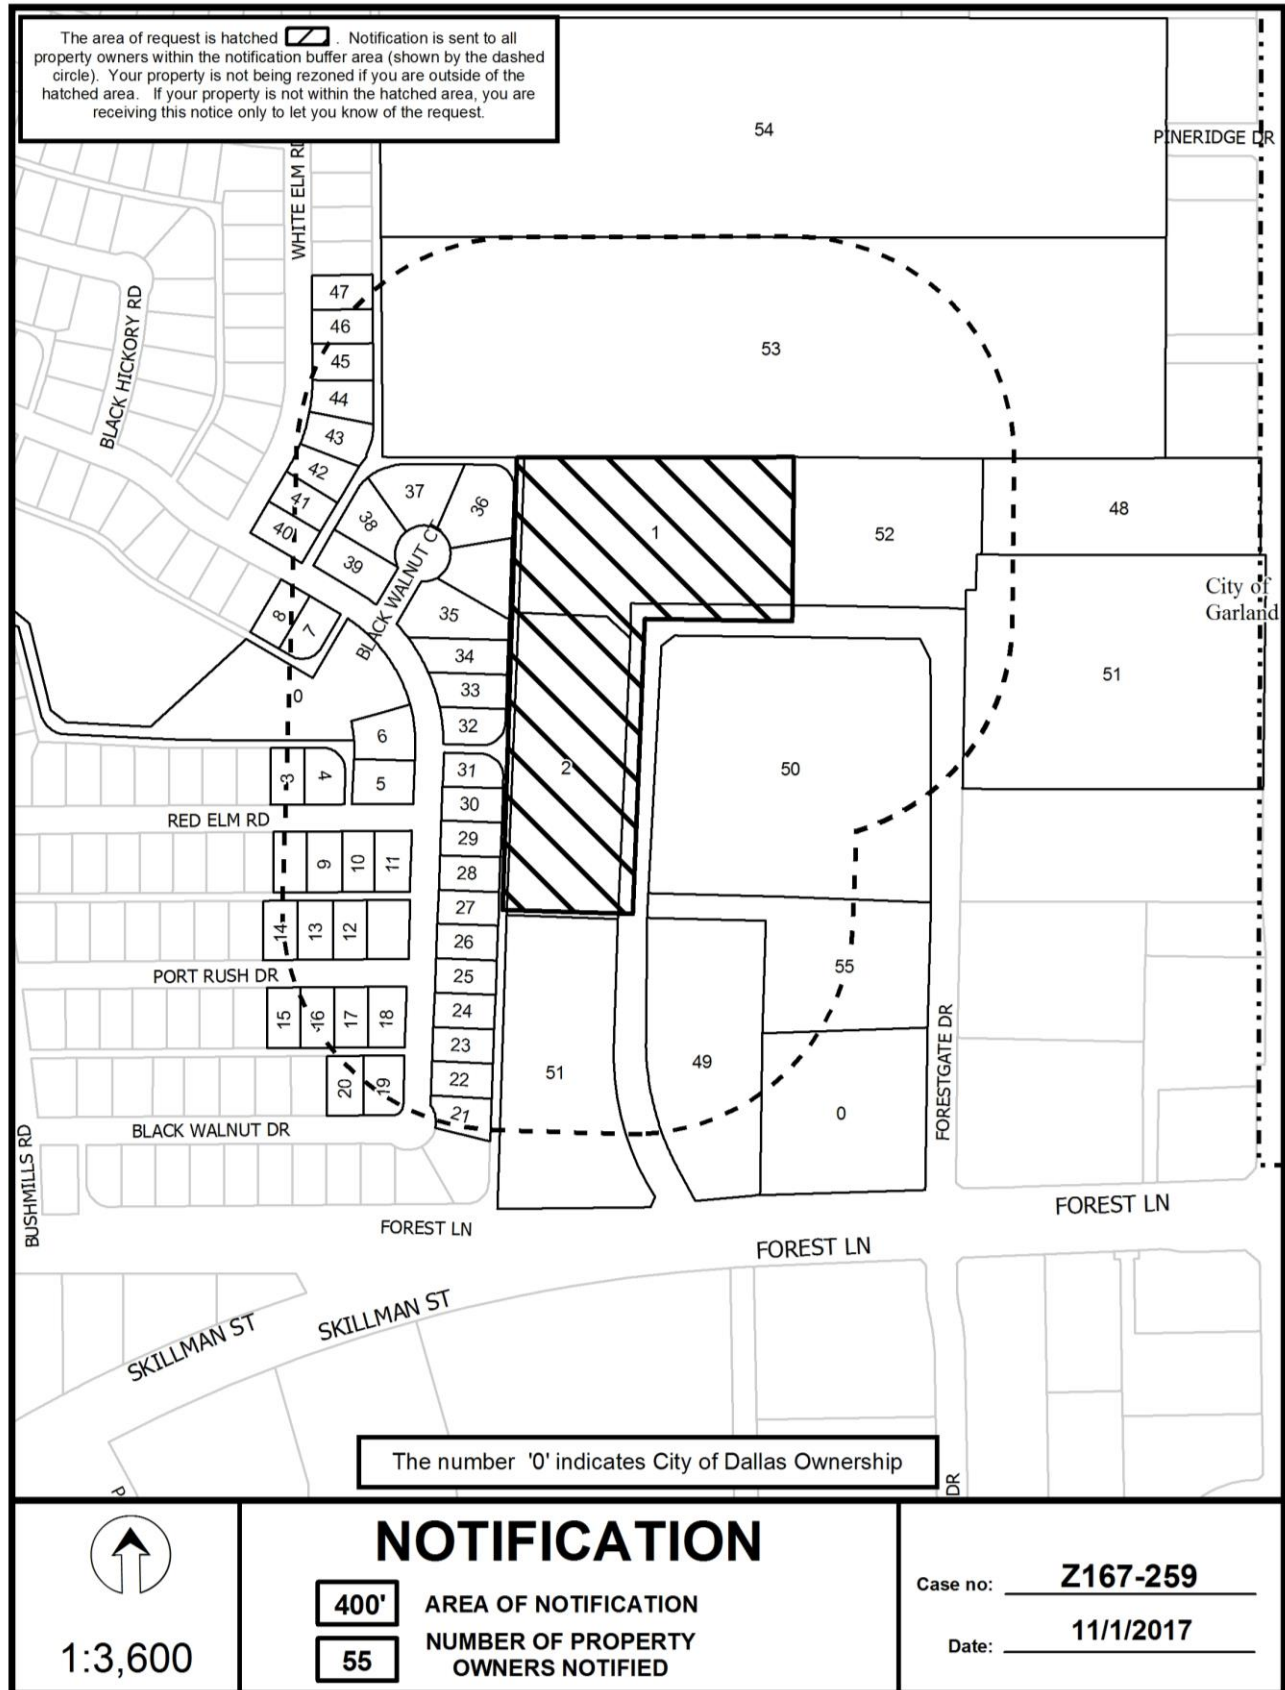 The area of request is hatched . Notification is sent to all
property owners within the notification buffer area (shown by the dashed
circle). Your property is not being rezoned if you are outside of the
hatched area. If your property is not within the hatched area, you are
receiving this notice only to let you know of the request.
54
PINERIDGE DR
WHITE ELM RD
BLACK HICKORY RD
47
46
45
44
43
42
41
40
53
37
36
38
39
1
52
48
City of
Garland
BLACK WALNUT CT
8
7
35
34
33
32
0
6
5
3
4
31
30
29
28
27
26
25
24
23
22
21
2
50
51
RED ELM RD
9
10
11
14
13
12
PORT RUSH DR
15
16
17
18
20
19
BLACK WALNUT DR
BUSHMILLS RD
51
49
55
0
FORESTGATE DR
FOREST LN
FOREST LN
FOREST LN
SKILLMAN ST
SKILLMAN ST
The number '0' indicates City of Dallas Ownership
DR
1:3,600
NOTIFICATION
400' AREA OF NOTIFICATION
55 NUMBER OF PROPERTY
OWNERS NOTIFIED
Case no: Z167-259
Date: 11/1/2017